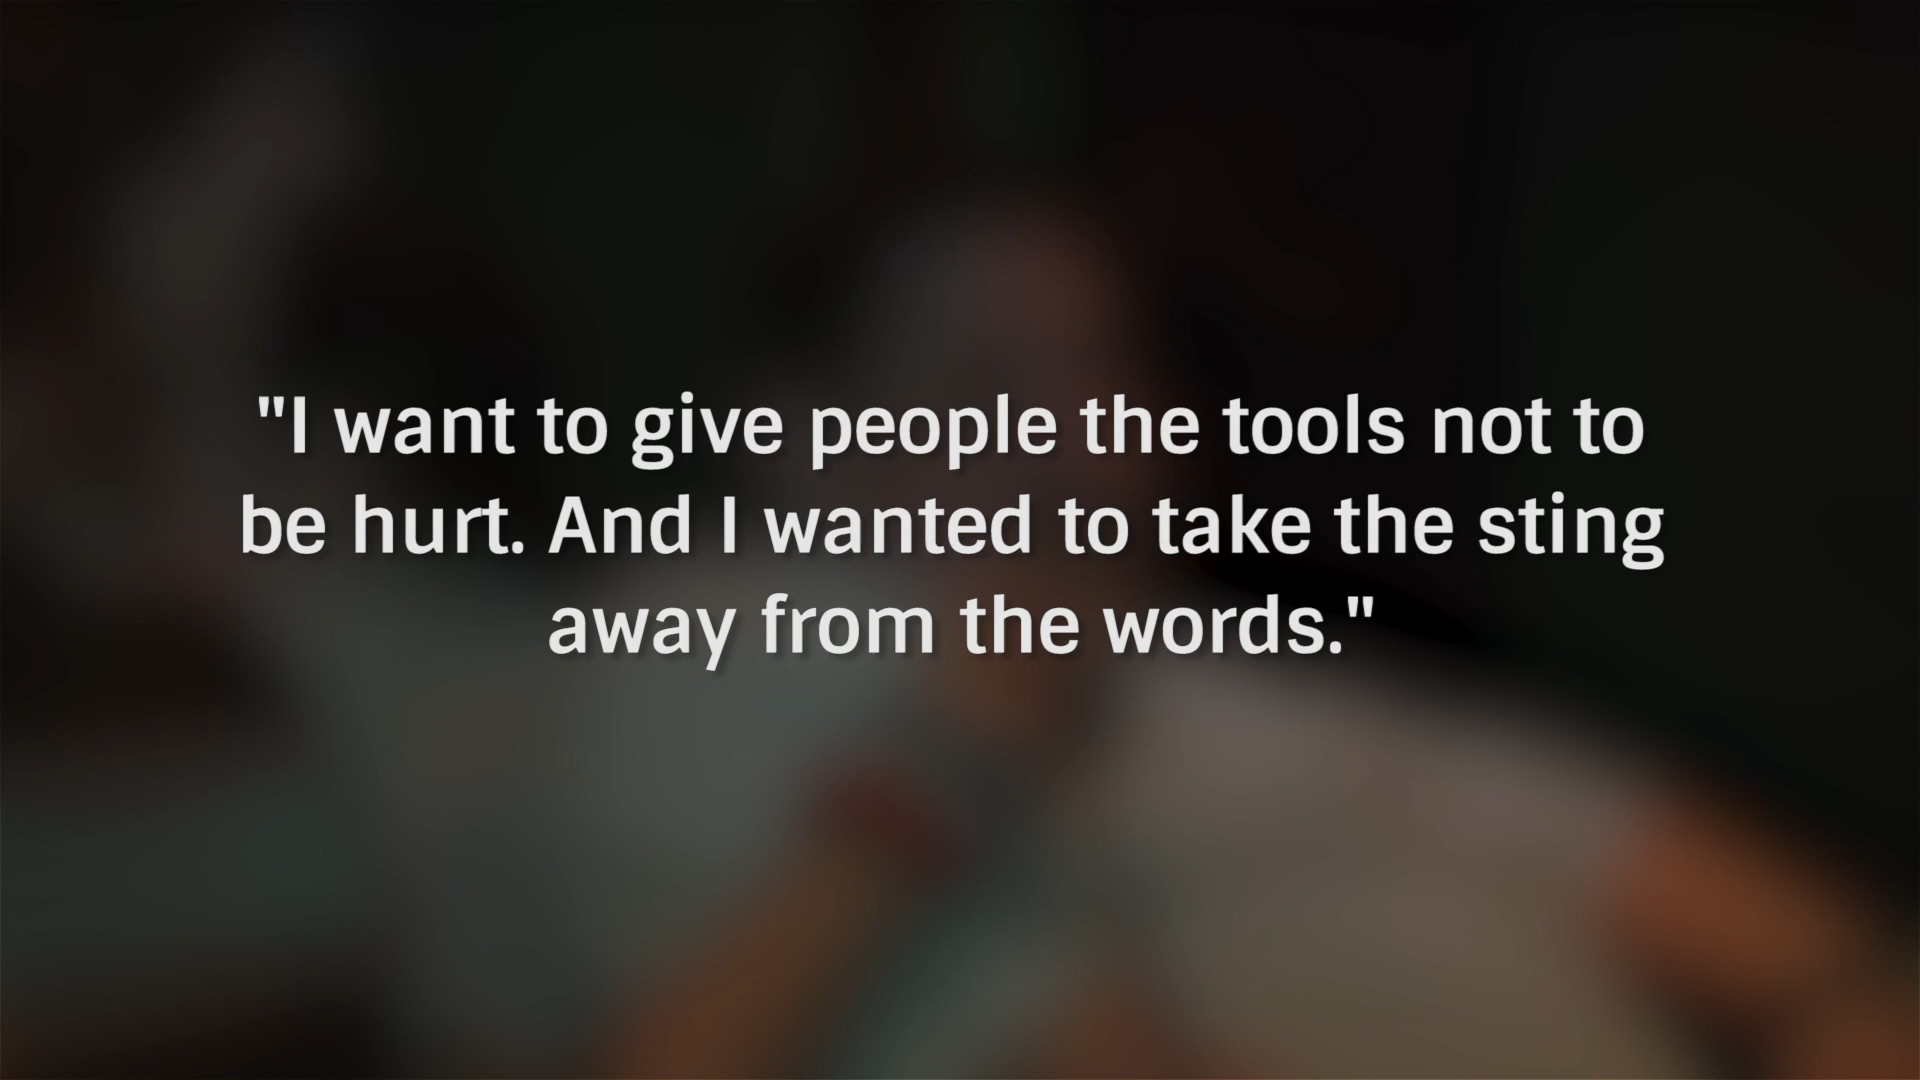 "I want to give people the tools not to
be hurt. And I wanted to take the sting
away from the words."